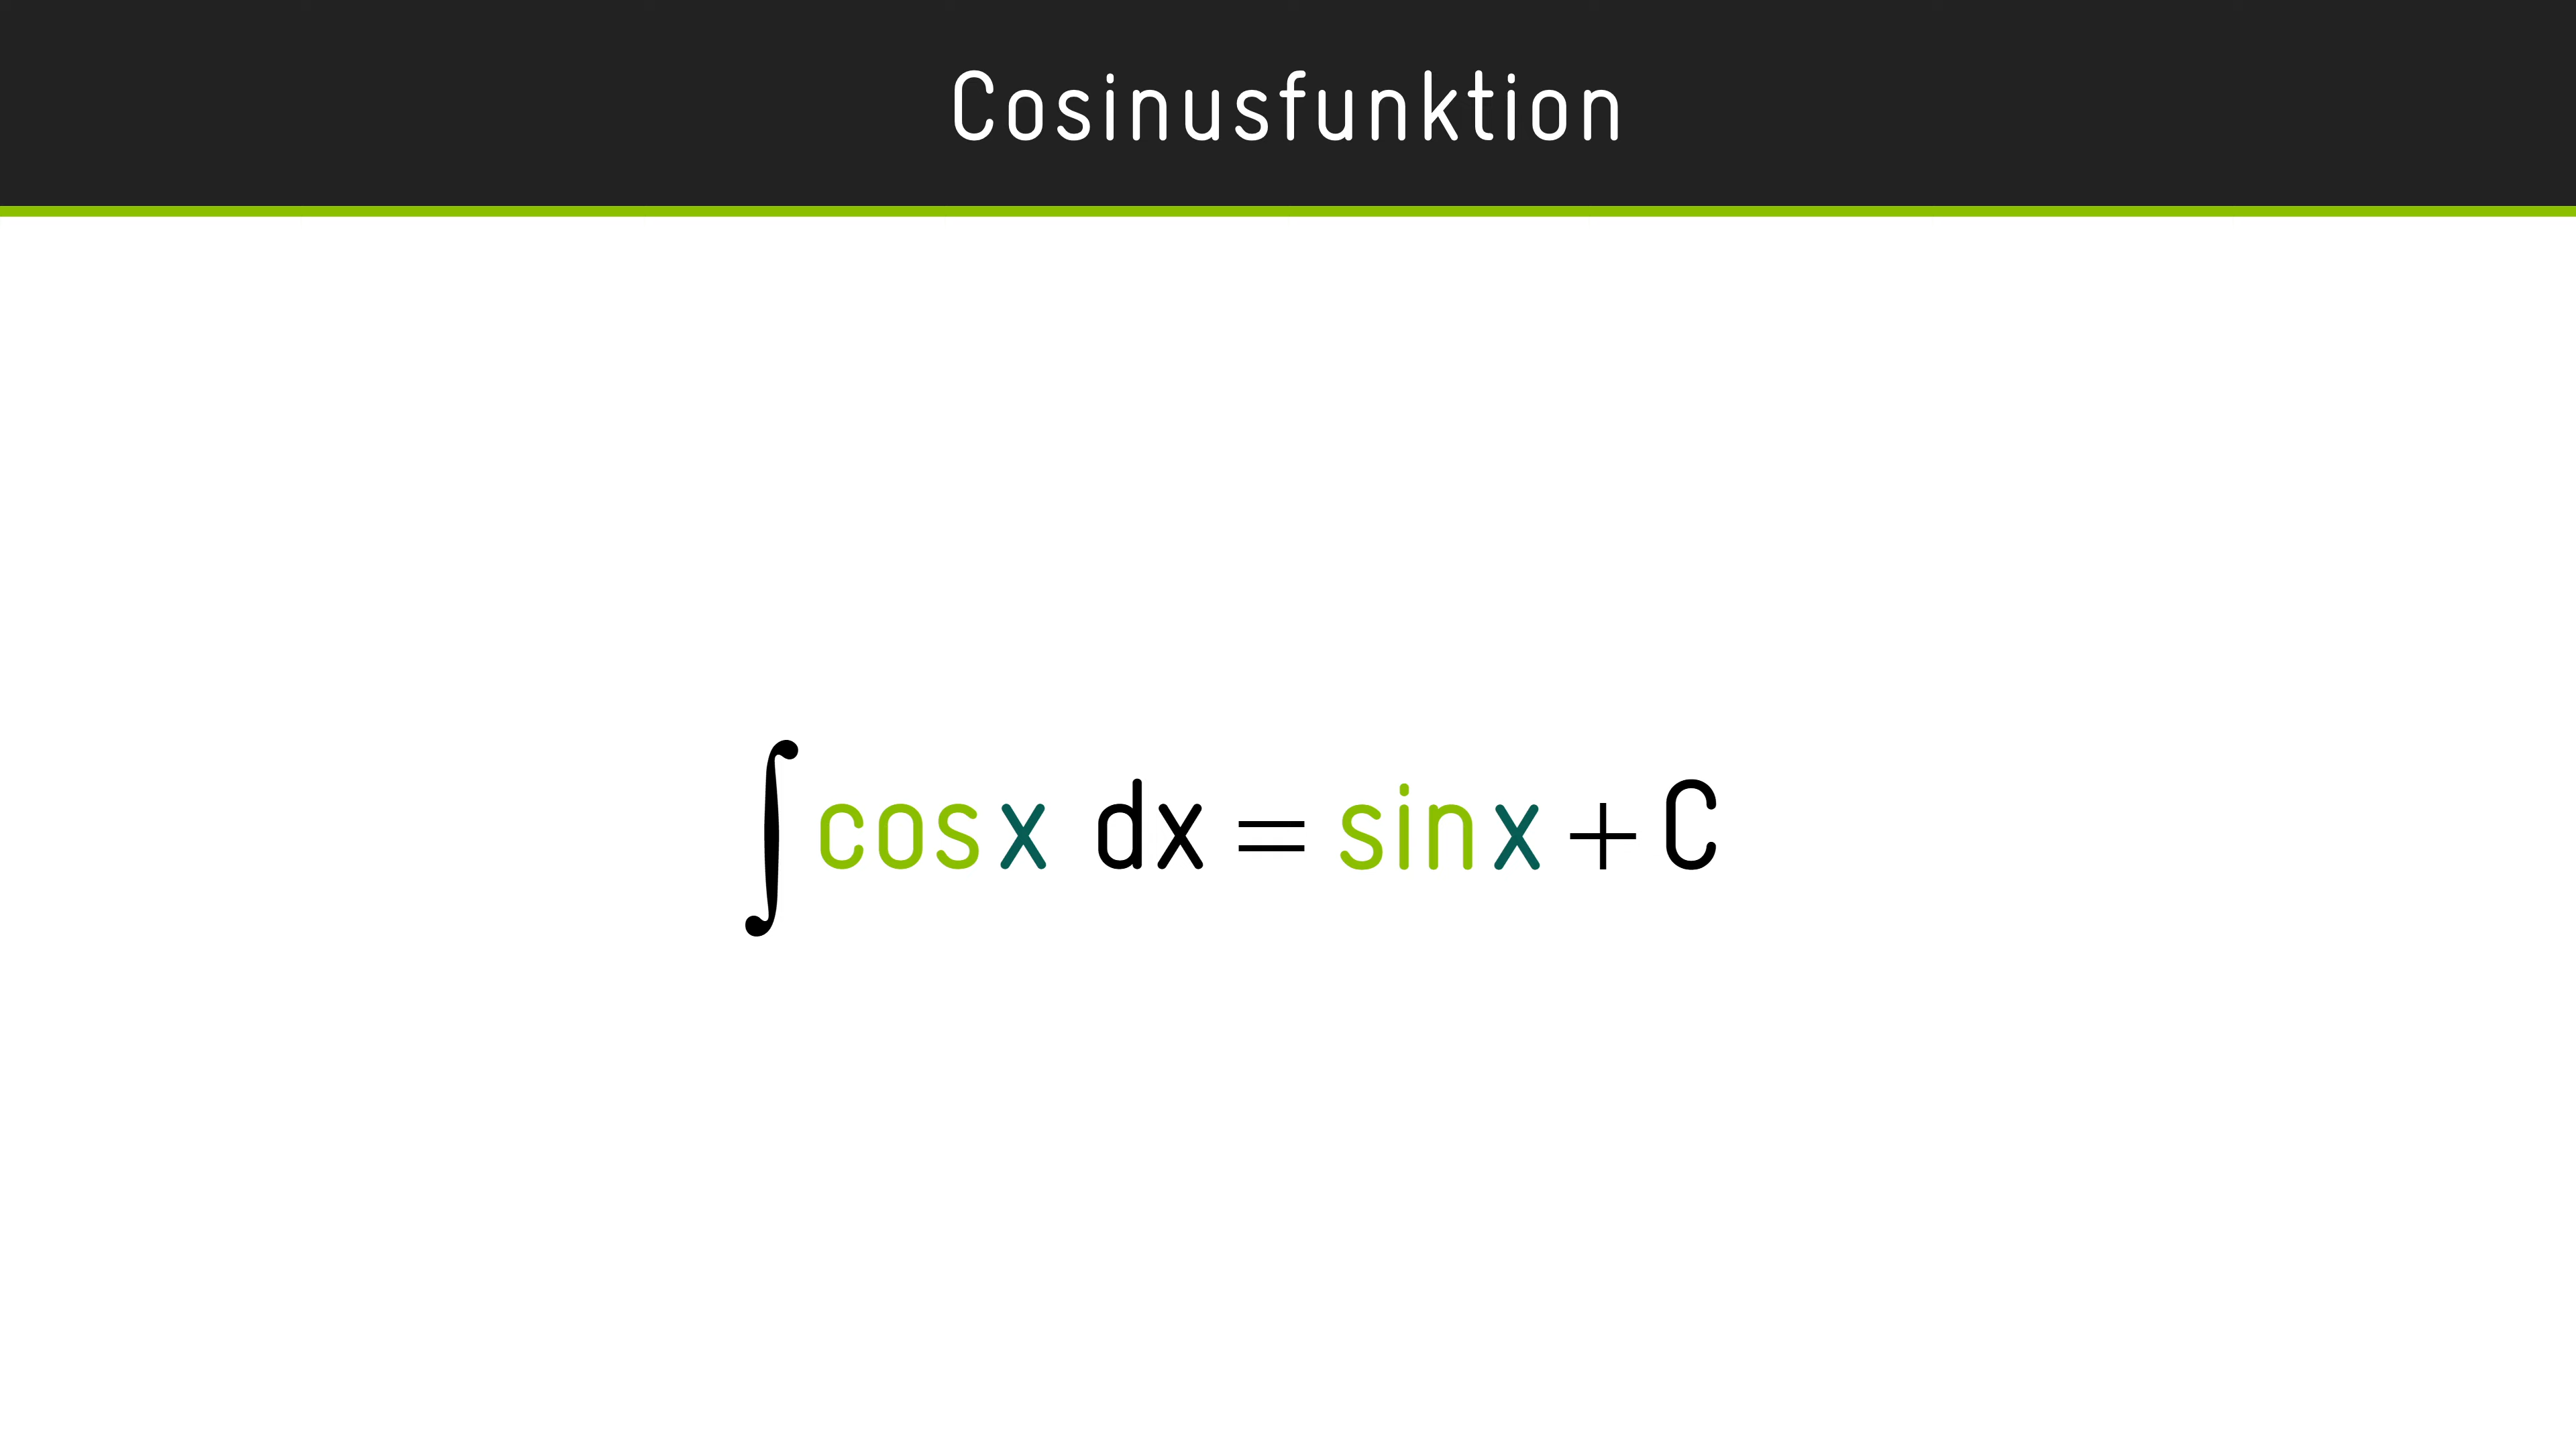 Cosinusfunktion
∫ cos x dx = sin x + C